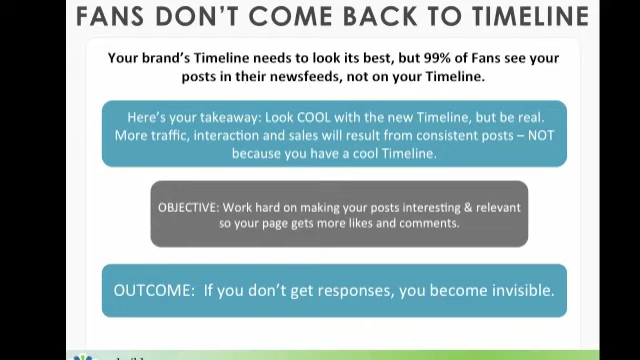 FANS DON'T COME BACK TO TIMELINE
Your brand's Timeline needs to look its best, but 99% of Fans see your
posts in their newsfeeds, not on your Timeline.
Here's your takeaway: Look COOL with the new Timeline, but be real.
More traffic, interaction and sales will result from consistent posts – NOT
because you have a cool Timeline.
OBJECTIVE: Work hard on making your posts interesting & relevant
so your page gets more likes and comments.
OUTCOME: If you don't get responses, you become invisible.